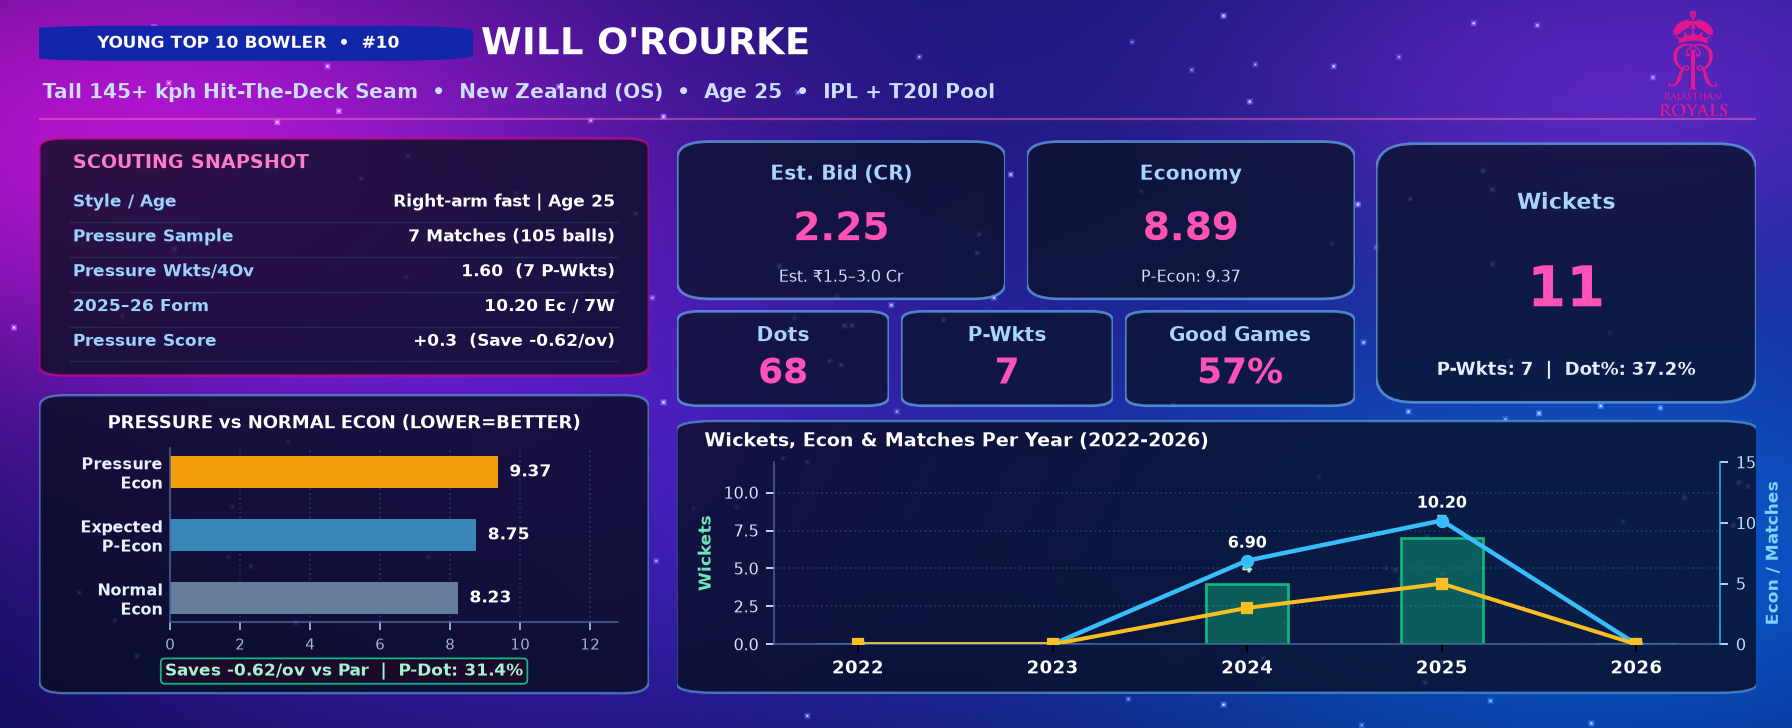 YOUNG TOP 10 BOWLER • #10
WILL O'ROURKE
Tall 145+ kph Hit-The-Deck Seam • New Zealand (OS) • Age 25 • IPL + T20I Pool
RAJASTHAN
ROYALS
SCOUTING SNAPSHOT
Style / Age Right-arm fast | Age 25
Pressure Sample 7 Matches (105 balls)
Pressure Wkts/4Ov 1.60 (7 P-Wkts)
2025–26 Form 10.20 Ec / 7W
Pressure Score +0.3 (Save -0.62/ov)
Est. Bid (CR)
2.25
Est. ₹1.5–3.0 Cr
Economy
8.89
P-Econ: 9.37
Wickets
11
P-Wkts: 7 | Dot%: 37.2%
Dots
68
P-Wkts
7
Good Games
57%
PRESSURE vs NORMAL ECON (LOWER=BETTER)
Pressure
Econ
9.37
Expected
P-Econ
8.75
Normal
Econ
8.23
0 2 4 6 8 10 12
Saves -0.62/ov vs Par | P-Dot: 31.4%
Wickets, Econ & Matches Per Year (2022-2026)
Wickets
10.0
7.5
5.0
2.5
0.0
6.90
4
10.20
15
10
5
0
Econ / Matches
2022 2023 2024 2025 2026